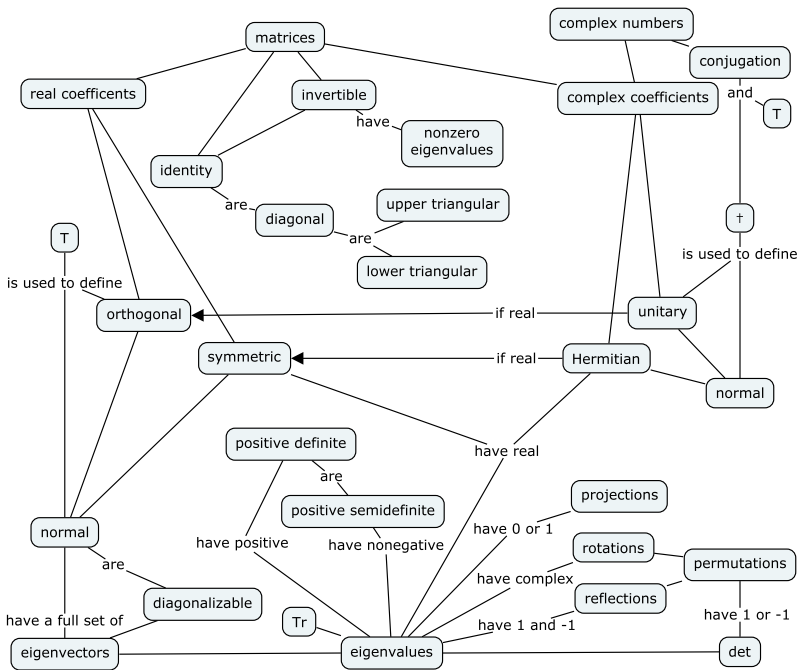 complex numbers
matrices
conjugation
real coefficents
invertible
complex coefficients
and
T
have
nonzero
eigenvalues
identity
are
upper triangular
diagonal
†
T
are
is used to define
lower triangular
is used to define
orthogonal
if real
unitary
symmetric
if real
Hermitian
normal
positive definite
have real
are
projections
positive semidefinite
have 0 or 1
normal
have positive
have nonegative
rotations
are
permutations
have complex
diagonalizable
reflections
have a full set of
Tr
have 1 and -1
have 1 or -1
eigenvectors
eigenvalues
det